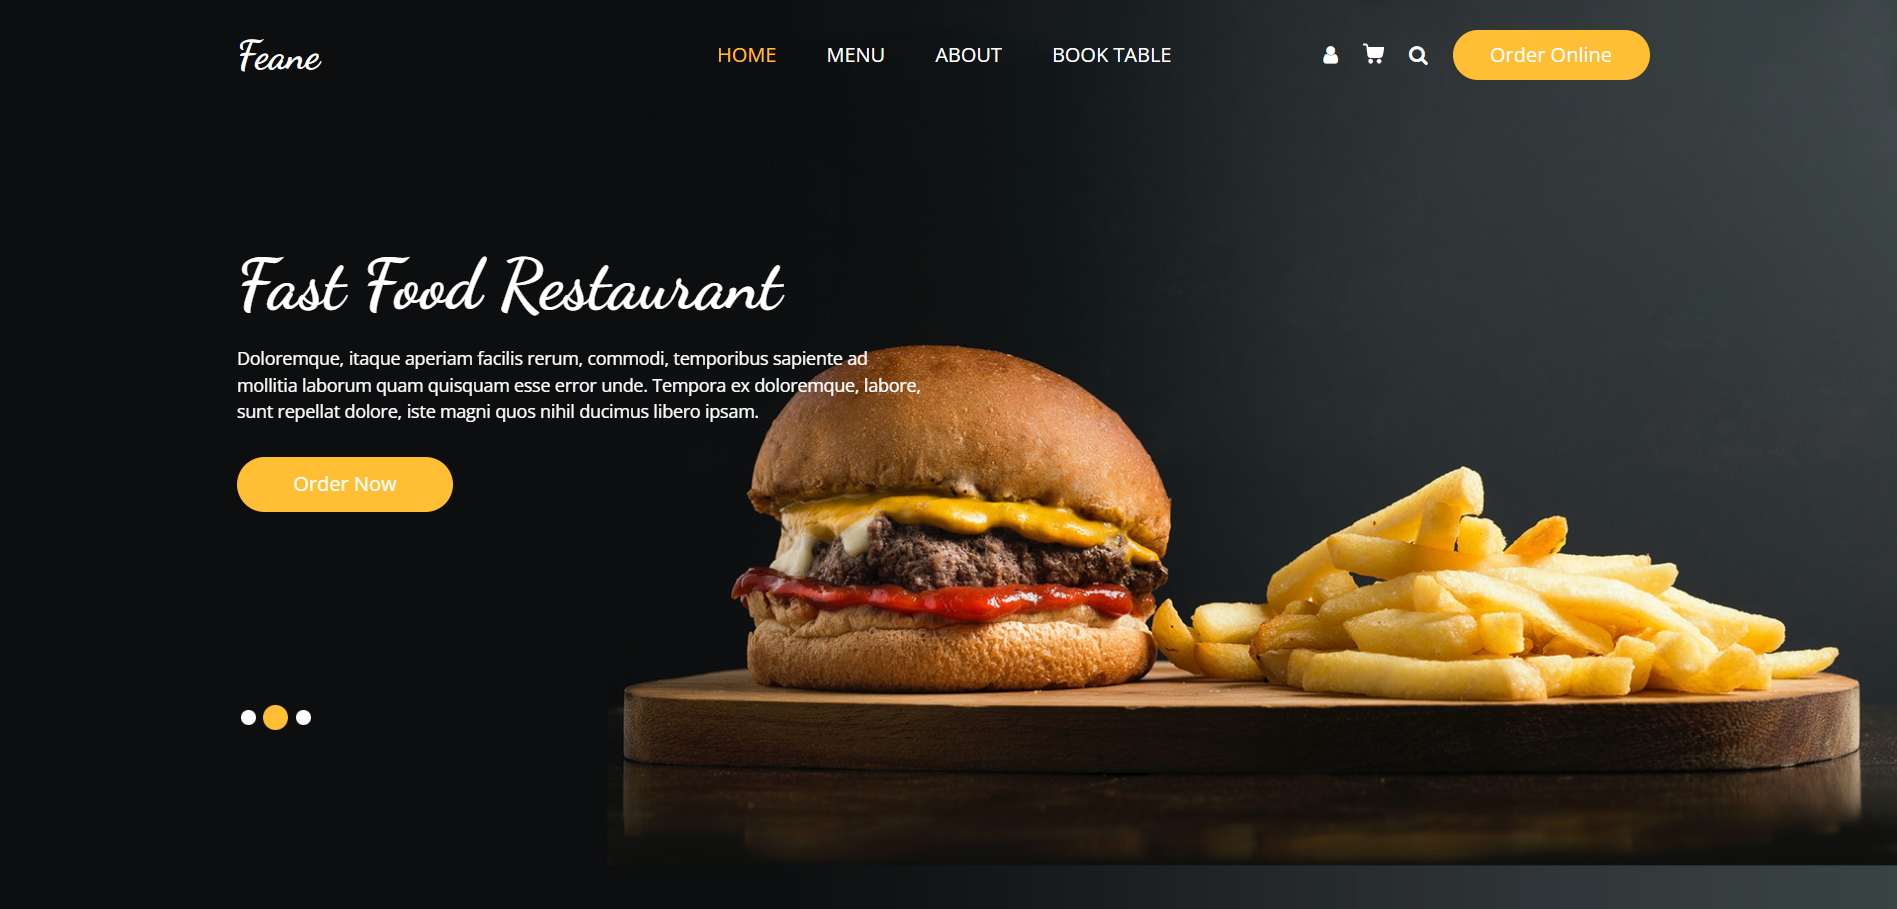 Feane
HOME MENU ABOUT BOOK TABLE Order Online
Fast Food Restaurant
Doloremque, itaque aperiam facilis rerum, commodi, temporibus sapiente ad
mollitia laborum quam quisquam esse error unde. Tempora ex doloremque, labore,
sunt repellat dolore, iste magni quos nihil ducimus libero ipsam.
Order Now